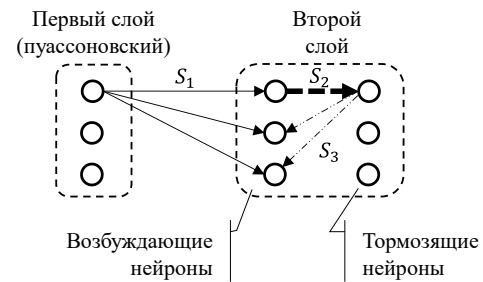 Первый слой
(пуассоновский)
Второй
слой
S₁
S₂
S₃
Возбуждающие
нейроны
Тормозящие
нейроны